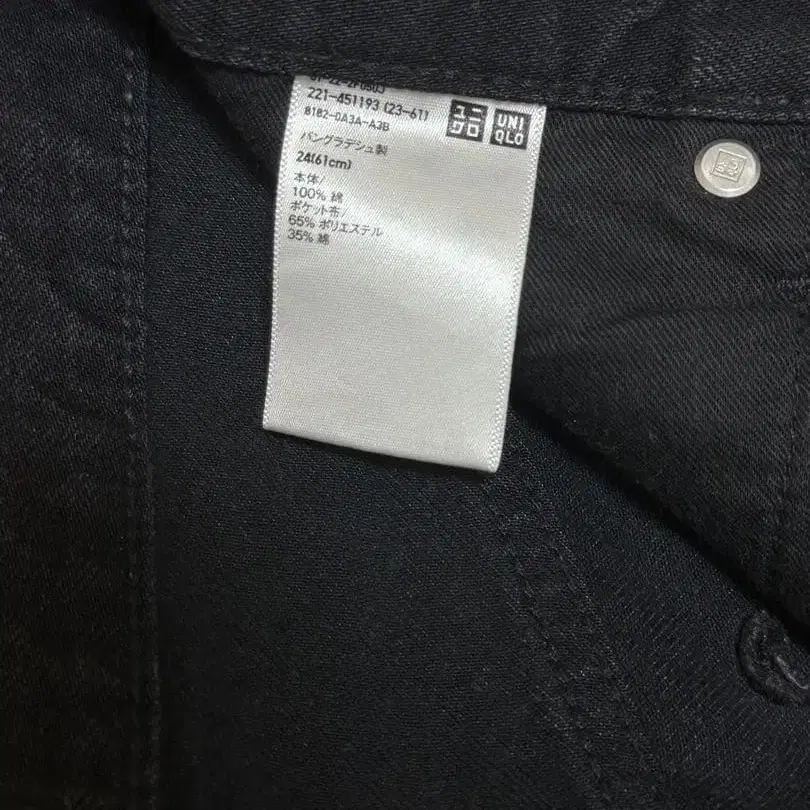 221-451193 (23-61)
8182-0A3A-A3B
ユニ
クロ
UNI
QLO
バングラデシュ製
24(61cm)
本体/
100% 綿
ポケット布/
65% ポリエステル
35% 綿